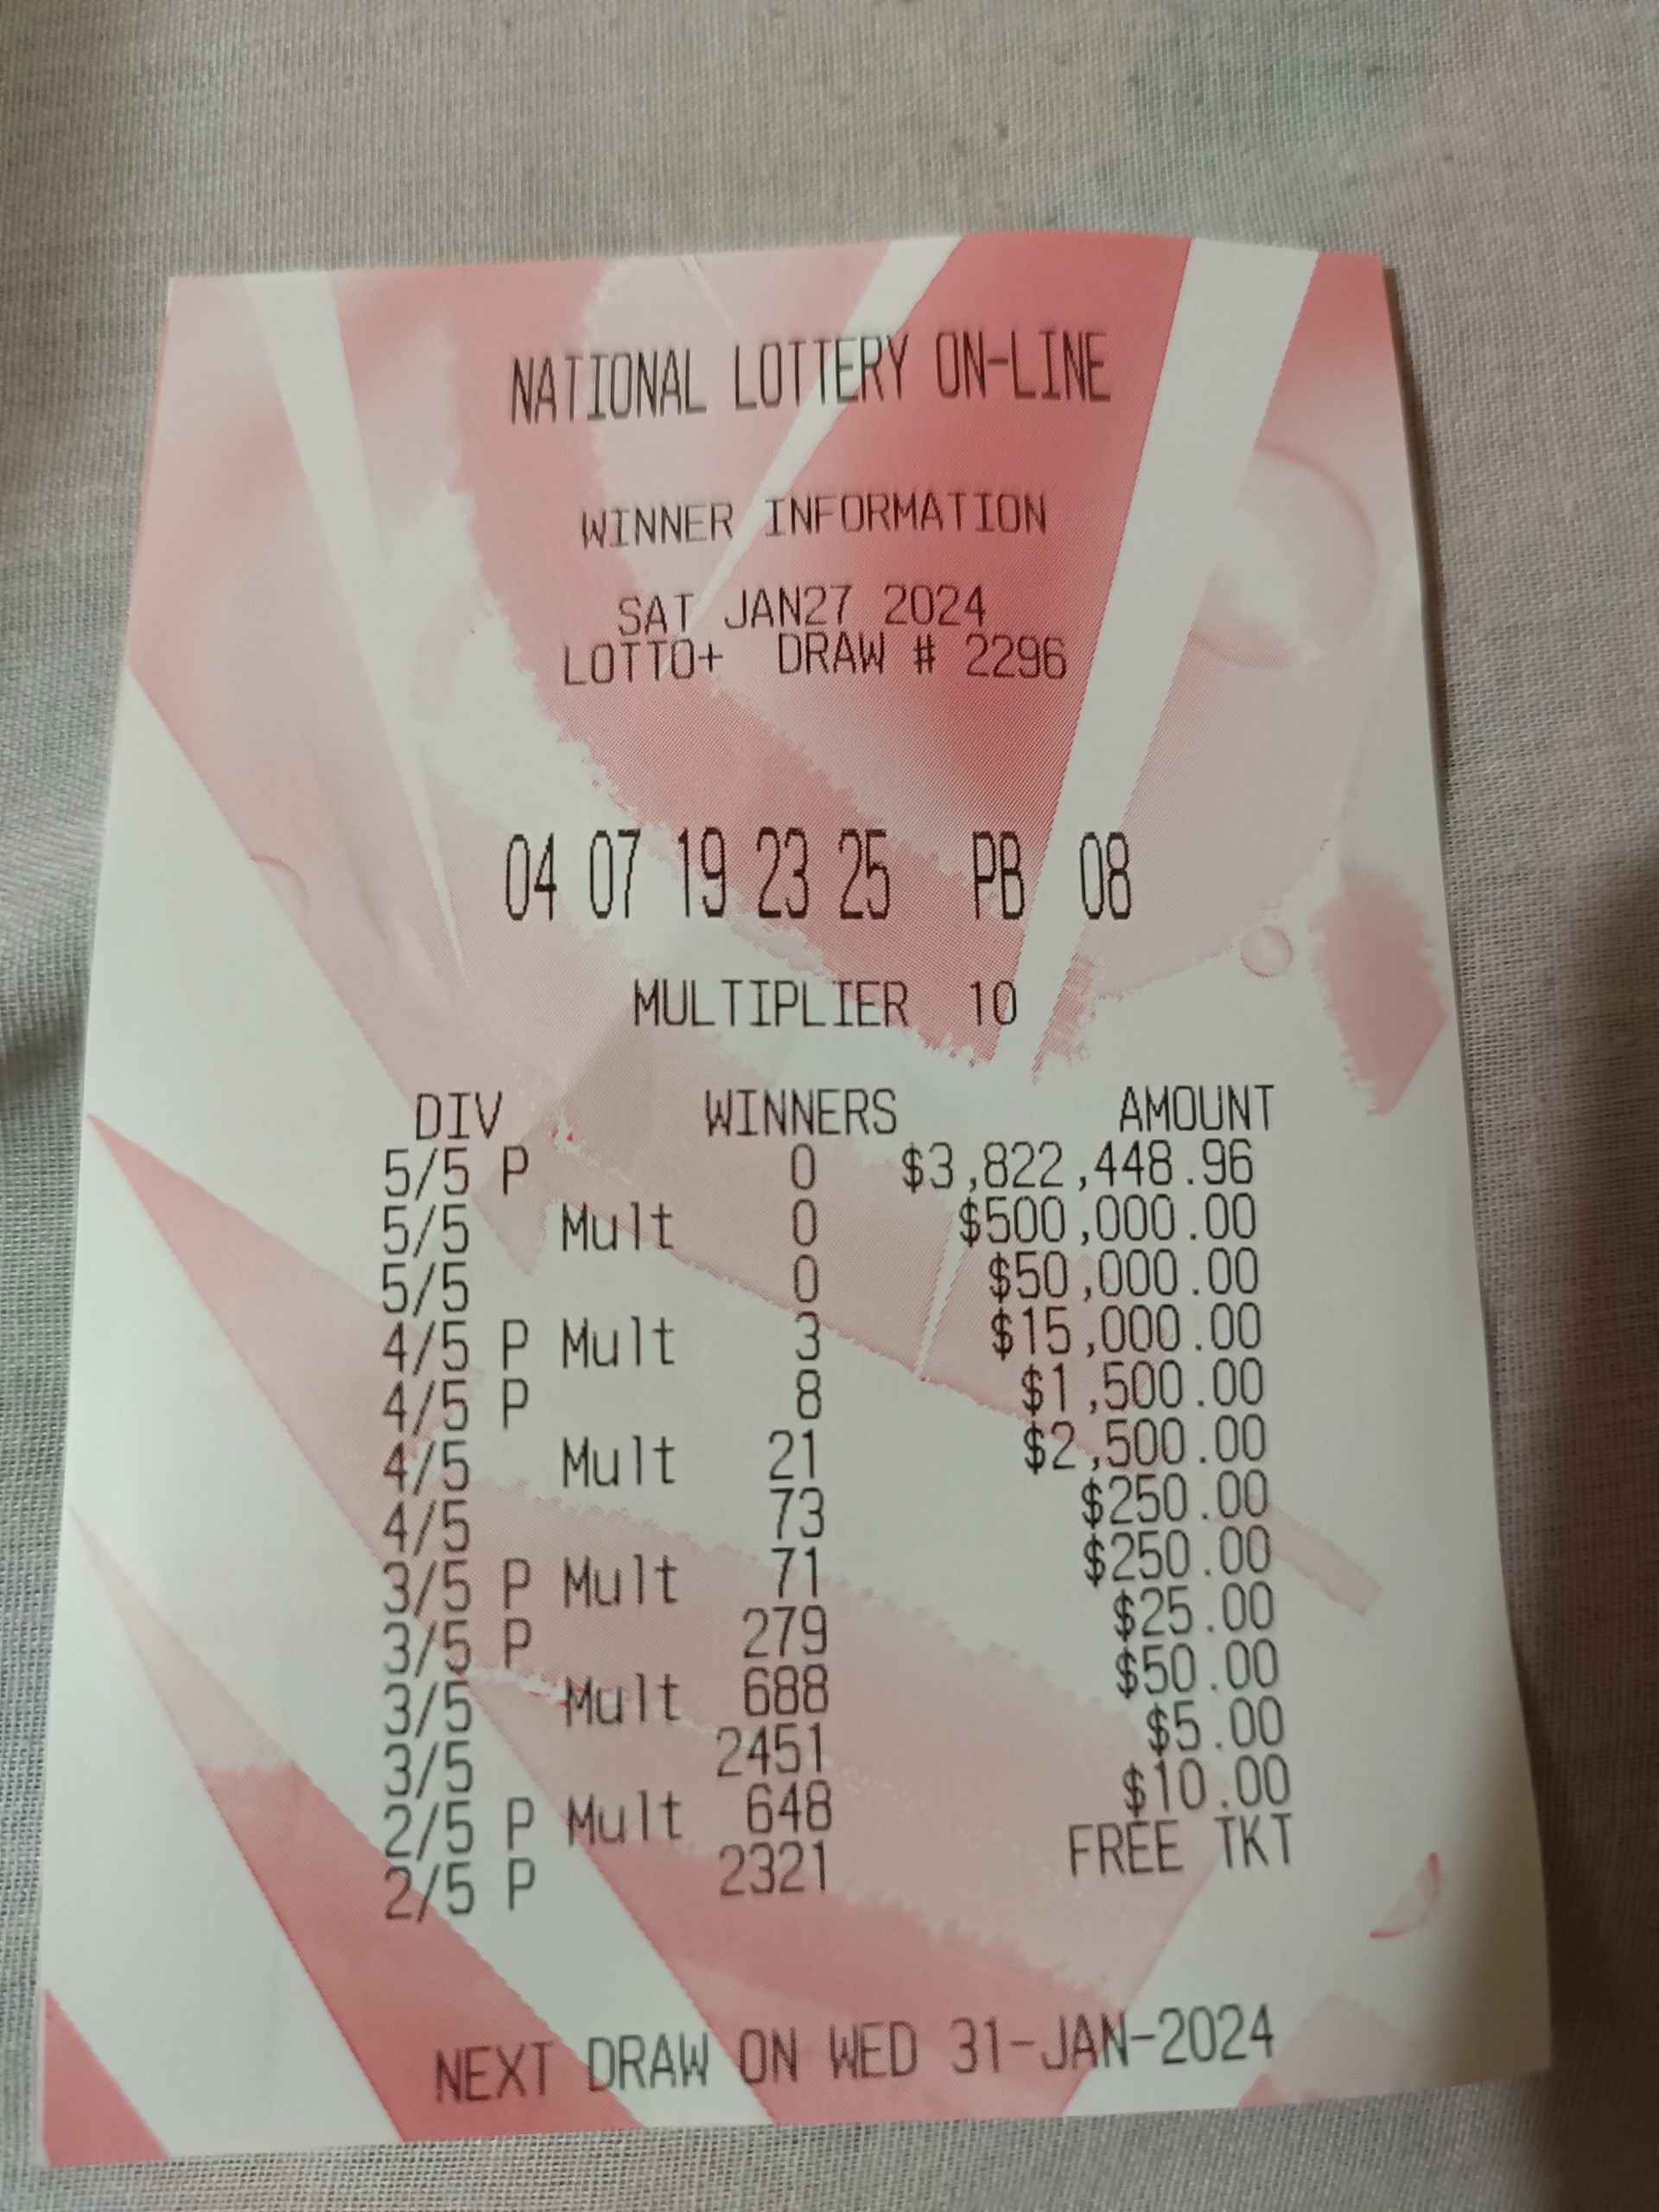 NATIONAL LOTTERY ON-LINE
WINNER INFORMATION
SAT JAN27 2024
LOTTO+ DRAW # 2296
04 07 19 23 25 PB 08
MULTIPLIER 10
DIV WINNERS AMOUNT
5/5 P 0 $3,822,448.96
5/5 Mult 0 $500,000.00
5/5 0 $50,000.00
4/5 P Mult 3 $15,000.00
4/5 P 8 $1,500.00
4/5 Mult 21 $2,500.00
4/5 73 $250.00
3/5 P Mult 71 $250.00
3/5 P 279 $25.00
3/5 Mult 688 $50.00
3/5 2451 $5.00
2/5 P Mult 648 $10.00
2/5 P 2321 FREE TKT
NEXT DRAW ON WED 31-JAN-2024